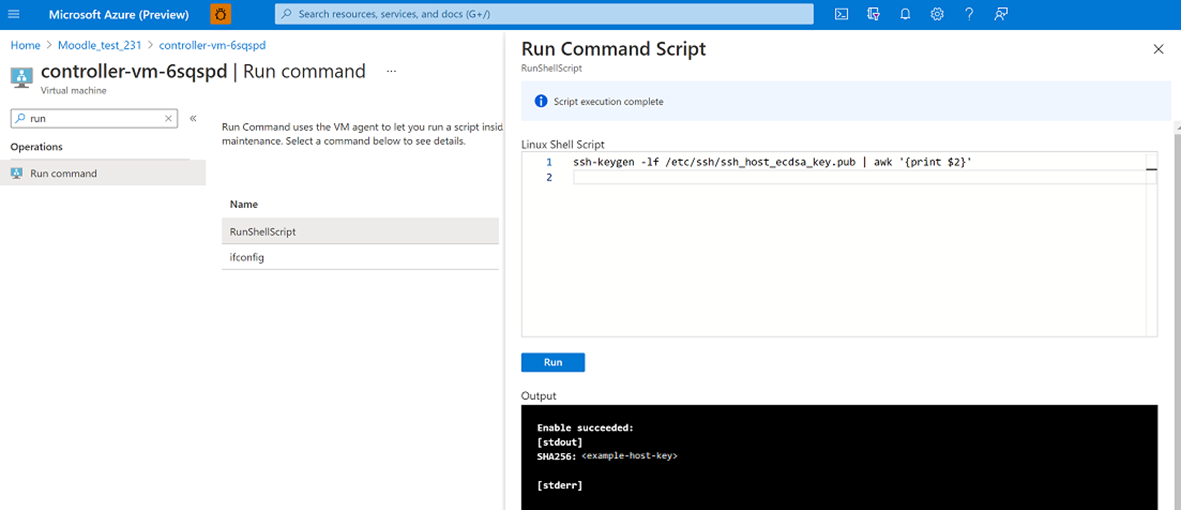 Microsoft Azure (Preview)
Search resources, services, and docs (G+/)
Home > Moodle_test_231 > controller-vm-6sqspd
controller-vm-6sqspd | Run command ...
Virtual machine
run
Operations
Run command
Run Command uses the VM agent to let you run a script insid
maintenance. Select a command below to see details.
Name
RunShellScript
ifconfig
Run Command Script
RunShellScript
Script execution complete
Linux Shell Script
1 ssh-keygen -lf /etc/ssh/ssh_host_ecdsa_key.pub | awk '{print $2}'
2
Run
Output
Enable succeeded:
[stdout]
SHA256: <example-host-key>
[stderr]